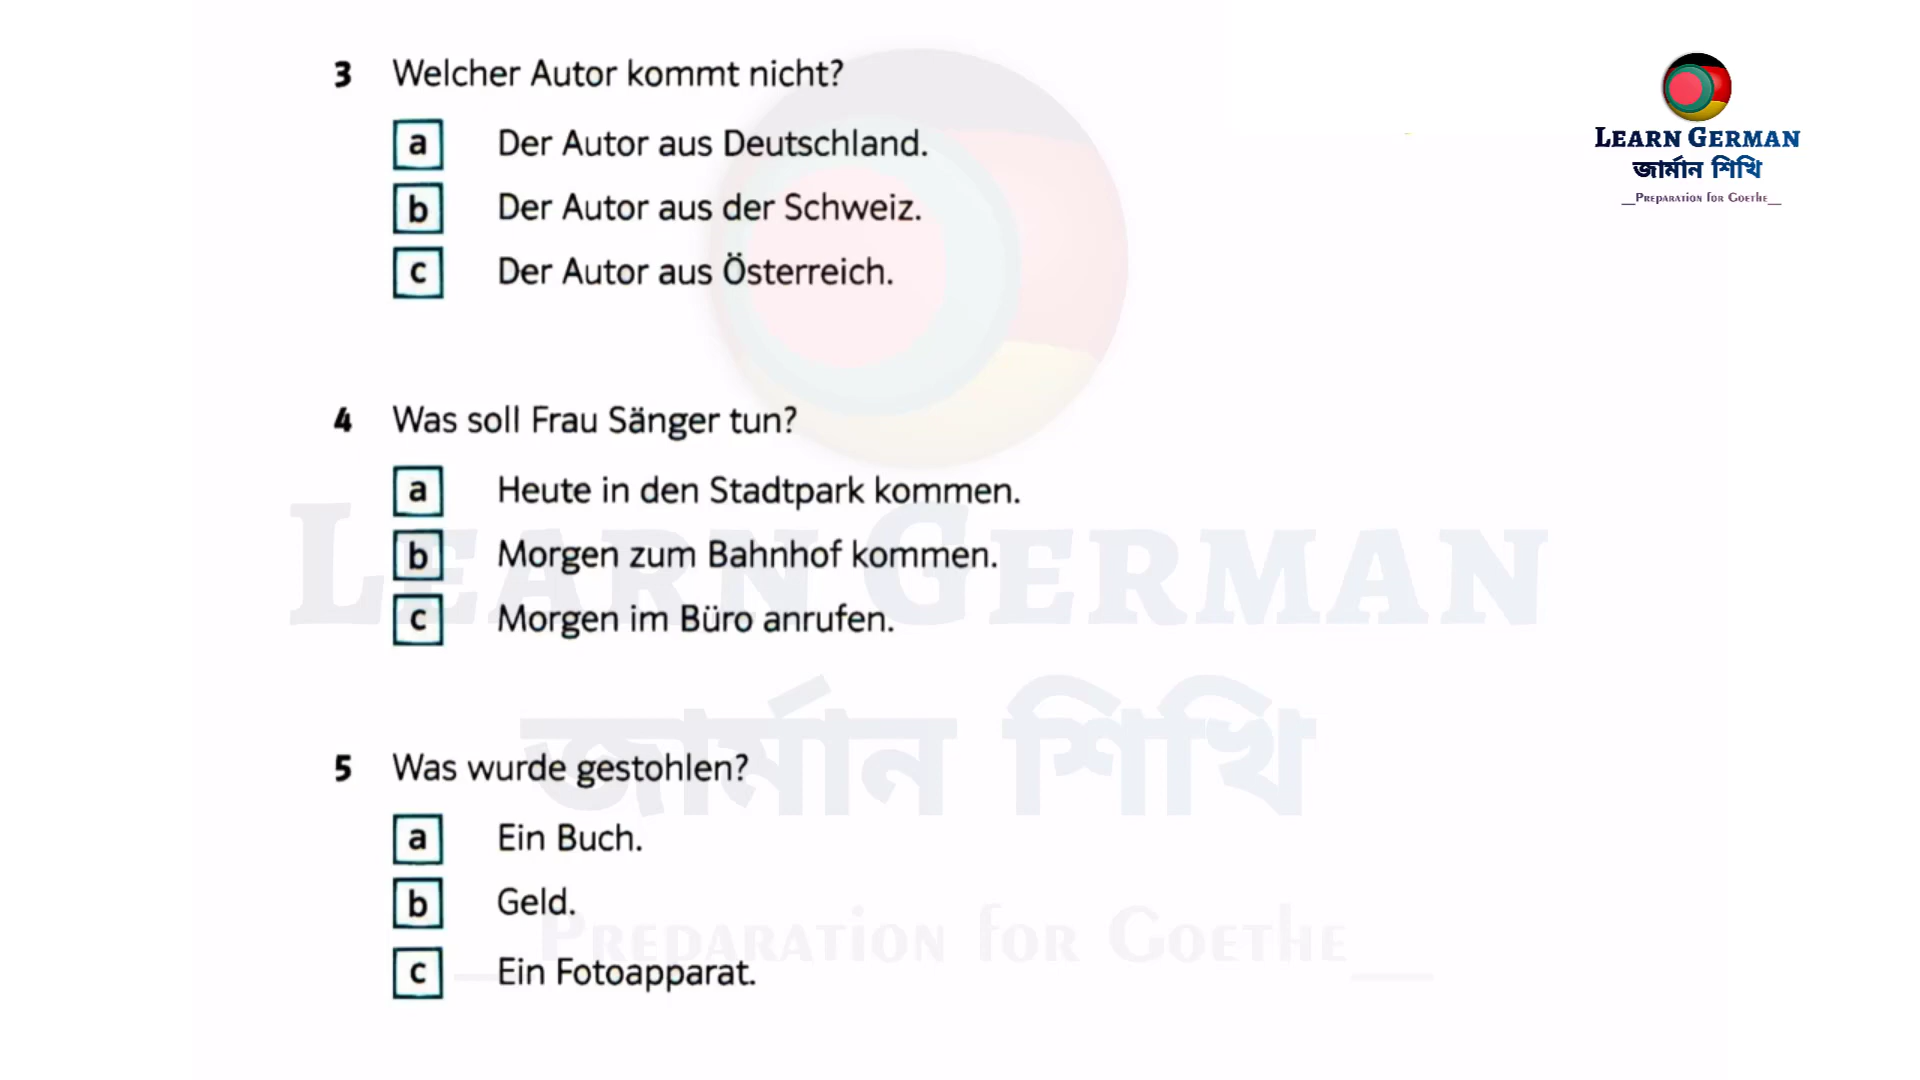 3 Welcher Autor kommt nicht?
a Der Autor aus Deutschland.
b Der Autor aus der Schweiz.
c Der Autor aus Österreich.
4 Was soll Frau Sänger tun?
a Heute in den Stadtpark kommen.
b Morgen zum Bahnhof kommen.
c Morgen im Büro anrufen.
5 Was wurde gestohlen?
a Ein Buch.
b Geld.
c Ein Fotoapparat.
LEARN GERMAN
জার্মান শিখি
__Preparation for Goethe__
LEARN GERMAN
জার্মান শিখি
__Preparation for Goethe__